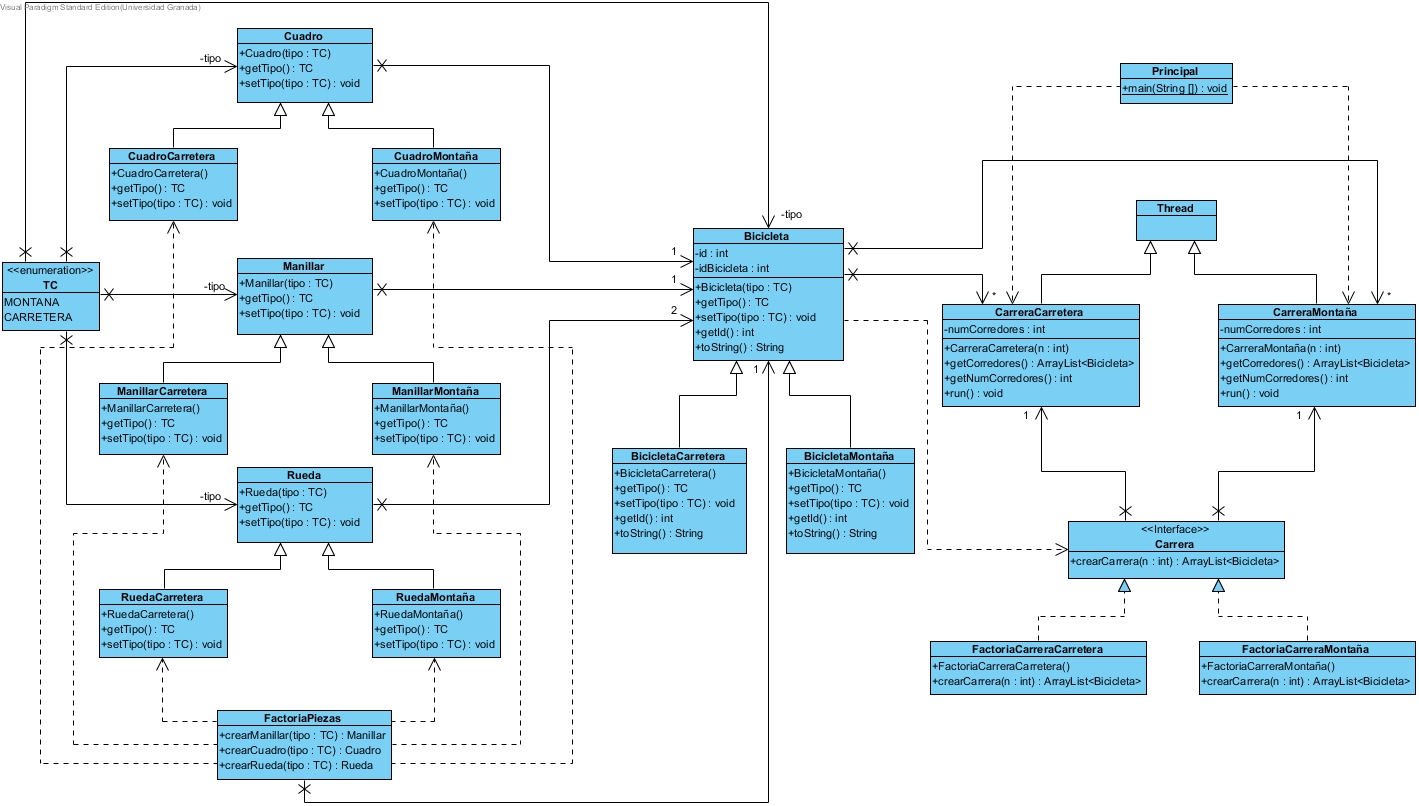 Visual Paradigm Standard Edition(Universidad Granada)
Cuadro
+Cuadro(tipo : TC)
+getTipo() : TC
+setTipo(tipo : TC) : void
-tipo
CuadroCarretera
+CuadroCarretera()
+getTipo() : TC
+setTipo(tipo : TC) : void
CuadroMontaña
+CuadroMontaña()
+getTipo() : TC
+setTipo(tipo : TC) : void
<<enumeration>>
TC
MONTANA
CARRETERA
Manillar
+Manillar(tipo : TC)
+getTipo() : TC
+setTipo(tipo : TC) : void
-tipo
ManillarCarretera
+ManillarCarretera()
+getTipo() : TC
+setTipo(tipo : TC) : void
ManillarMontaña
+ManillarMontaña()
+getTipo() : TC
+setTipo(tipo : TC) : void
Rueda
+Rueda(tipo : TC)
+getTipo() : TC
+setTipo(tipo : TC) : void
-tipo
RuedaCarretera
+RuedaCarretera()
+getTipo() : TC
+setTipo(tipo : TC) : void
RuedaMontaña
+RuedaMontaña()
+getTipo() : TC
+setTipo(tipo : TC) : void
FactoriaPiezas
+crearManillar(tipo : TC) : Manillar
+crearCuadro(tipo : TC) : Cuadro
+crearRueda(tipo : TC) : Rueda
-tipo
1
1
2
1
Bicicleta
-id : int
-idBicicleta : int
+Bicicleta(tipo : TC)
+getTipo() : TC
+setTipo(tipo : TC) : void
+getId() : int
+toString() : String
BicicletaCarretera
+BicicletaCarretera()
+getTipo() : TC
+setTipo(tipo : TC) : void
+getId() : int
+toString() : String
BicicletaMontaña
+BicicletaMontaña()
+getTipo() : TC
+setTipo(tipo : TC) : void
+getId() : int
+toString() : String
Principal
+main(String []) : void
Thread
*
*
CarreraCarretera
-numCorredores : int
+CarreraCarretera(n : int)
+getCorredores() : ArrayList<Bicicleta>
+getNumCorredores() : int
+run() : void
CarreraMontaña
-numCorredores : int
+CarreraMontaña(n : int)
+getCorredores() : ArrayList<Bicicleta>
+getNumCorredores() : int
+run() : void
1
1
<<Interface>>
Carrera
+crearCarrera(n : int) : ArrayList<Bicicleta>
FactoriaCarreraCarretera
+FactoriaCarreraCarretera()
+crearCarrera(n : int) : ArrayList<Bicicleta>
FactoriaCarreraMontaña
+FactoriaCarreraMontaña()
+crearCarrera(n : int) : ArrayList<Bicicleta>